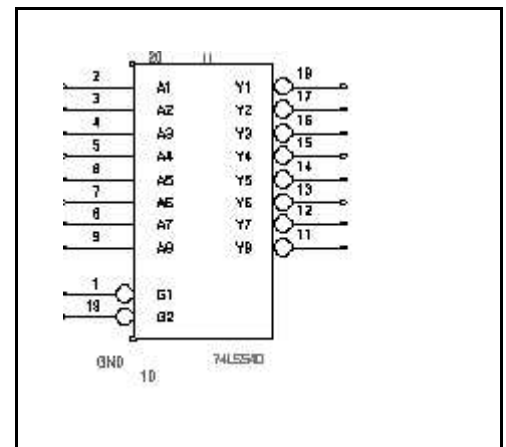 20
2 A1 Y1 18
3 A2 Y2 17
4 A3 Y3 16
5 A4 Y4 15
6 A5 Y5 14
7 A6 Y6 13
8 A7 Y7 12
9 A8 Y8 11
1 G1
19 G2
GND 74LS540
10